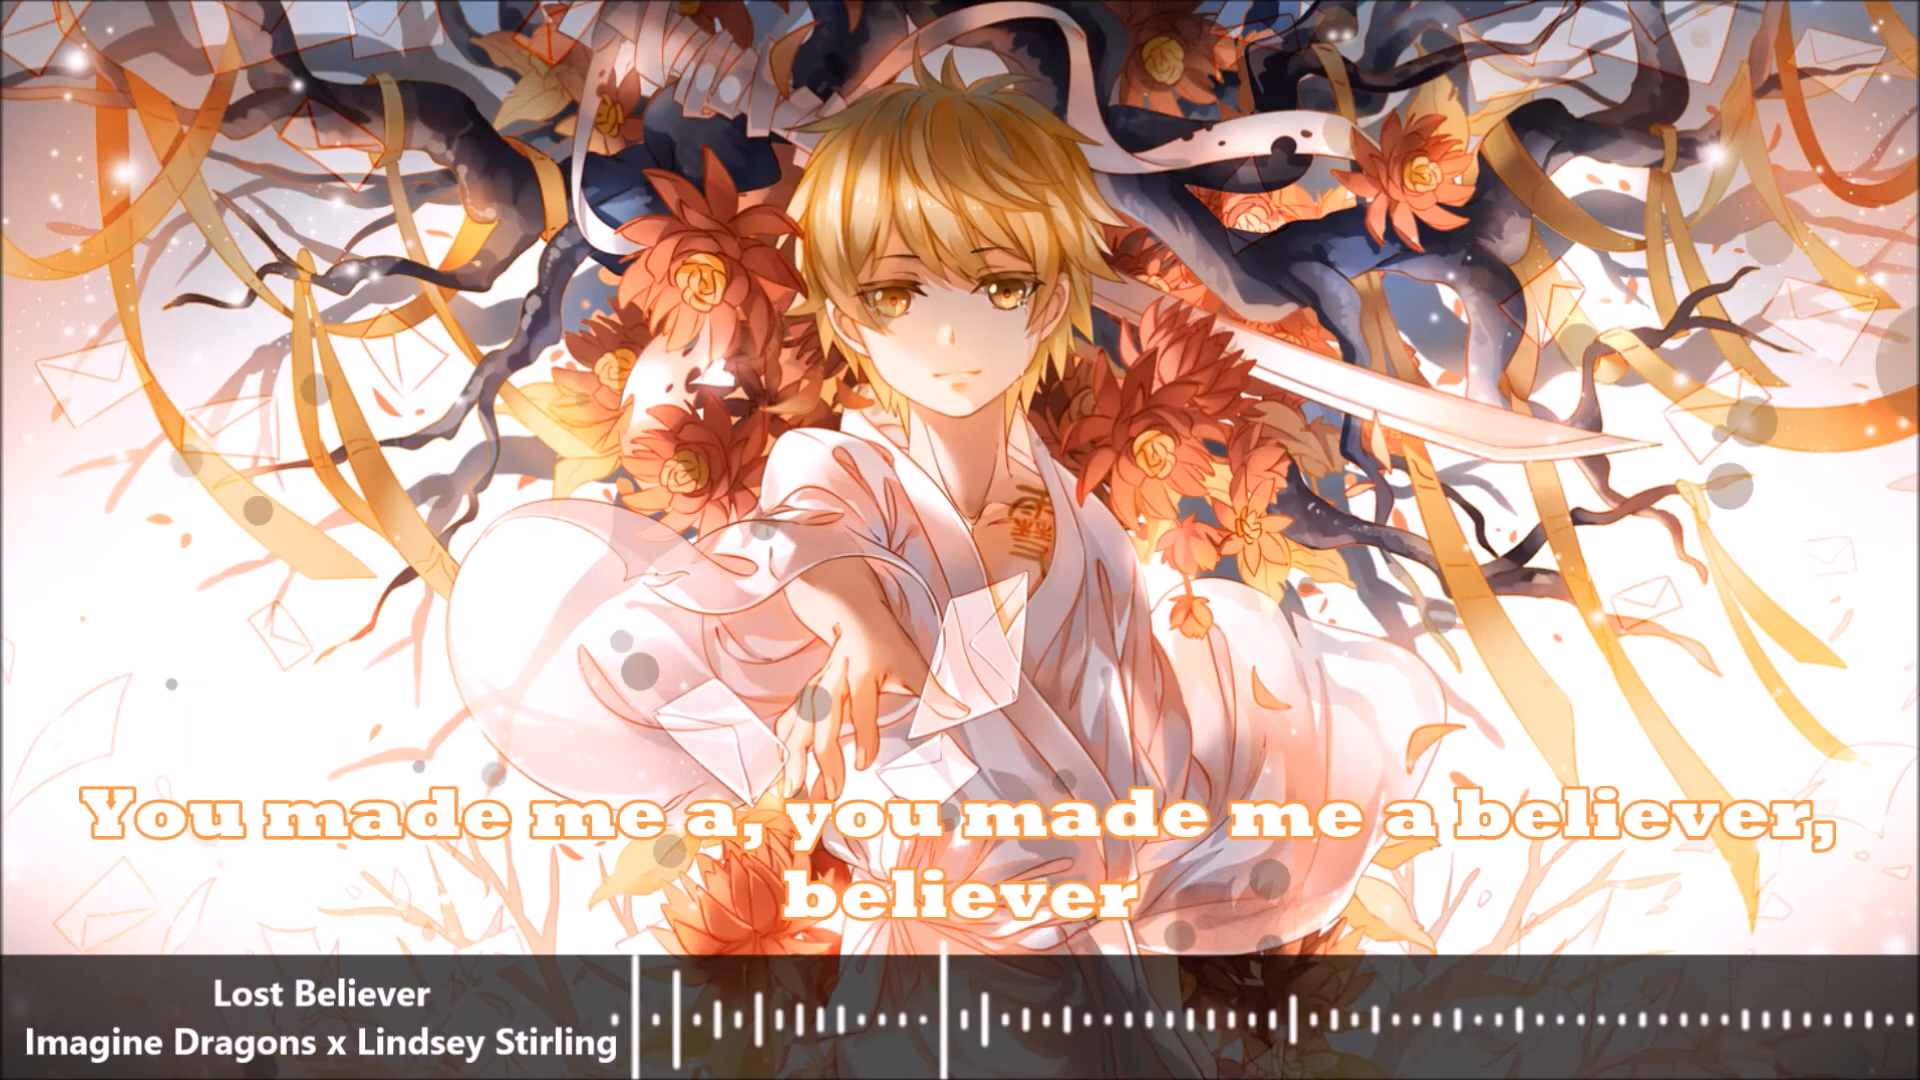 You made me a, you made me a believer,
believer
Lost Believer
Imagine Dragons x Lindsey Stirling